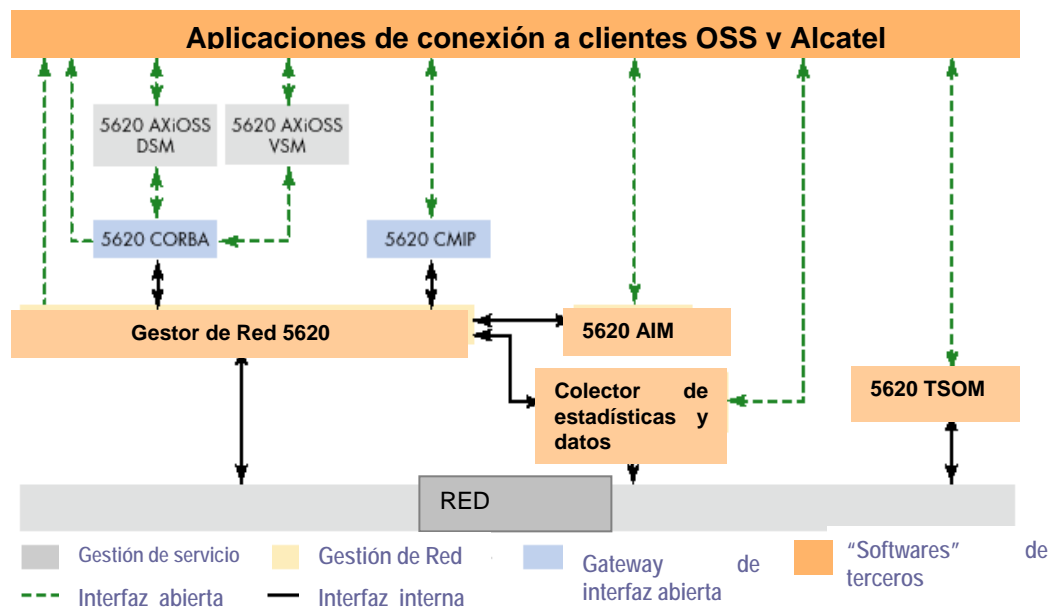 Aplicaciones de conexión a clientes OSS y Alcatel
5620 AXiOSS
DSM
5620 AXiOSS
VSM
5620 CORBA
5620 CMIP
Gestor de Red 5620
5620 AIM
Colector de
estadísticas y
datos
5620 TSOM
RED
Gestión de servicio
Gestión de Red
Gateway de
interfaz abierta
“Softwares” de
terceros
Interfaz abierta
Interfaz interna